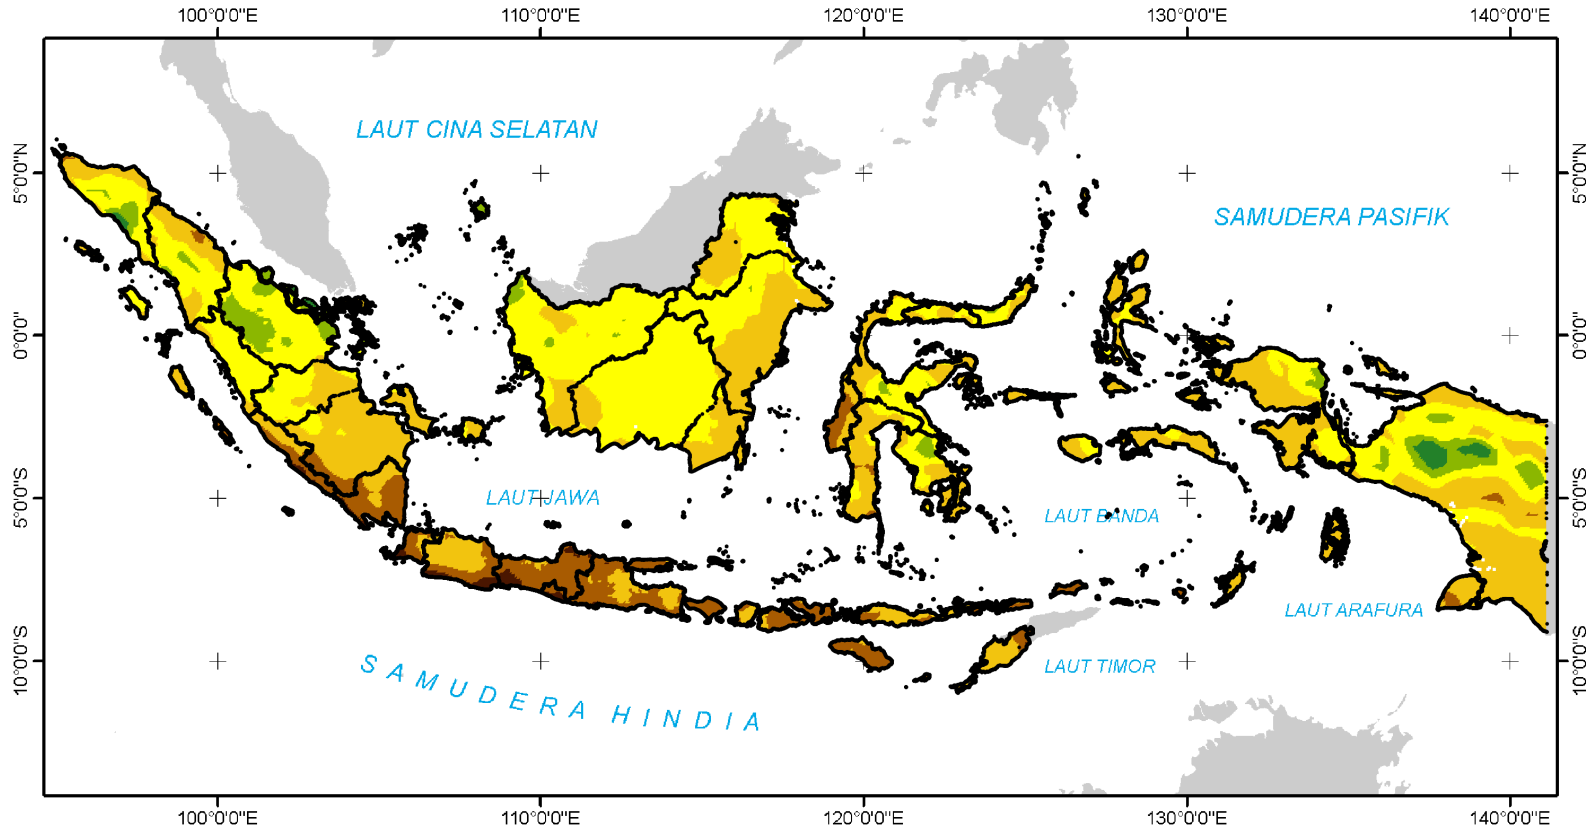 100°0'0"E 110°0'0"E 120°0'0"E 130°0'0"E 140°0'0"E
LAUT CINA SELATAN
5°0'0"N 5°0'0"N
SAMUDERA PASIFIK
0°0'0" 0°0'0"
5°0'0"S 5°0'0"S
LAUT JAWA
LAUT BANDA
LAUT ARAFURA
10°0'0"S 10°0'0"S
LAUT TIMOR
SAMUDERA HINDIA
100°0'0"E 110°0'0"E 120°0'0"E 130°0'0"E 140°0'0"E